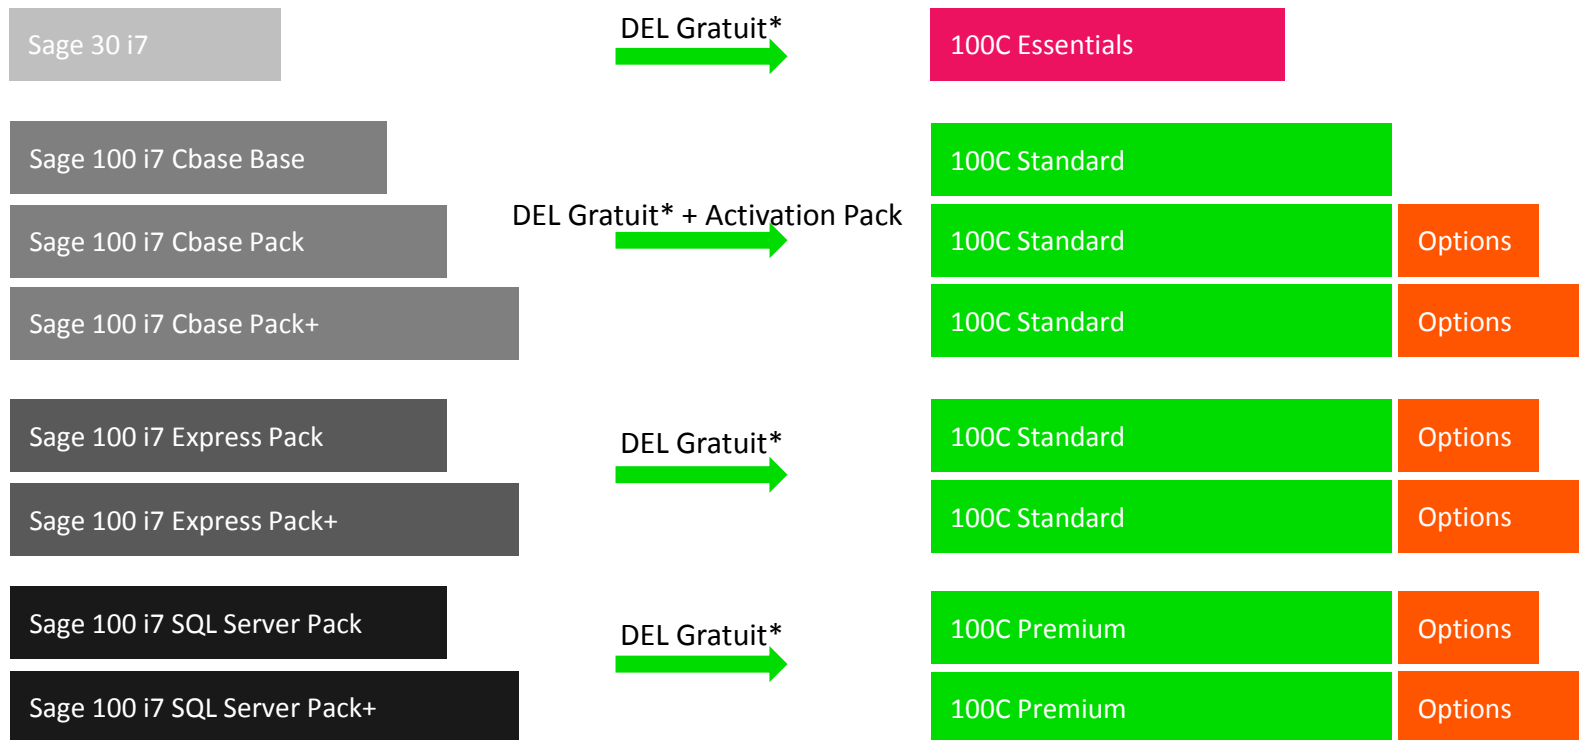 Sage 30 i7
DEL Gratuit*
100C Essentials
Sage 100 i7 Cbase Base
100C Standard
DEL Gratuit* + Activation Pack
Sage 100 i7 Cbase Pack
100C Standard
Options
Sage 100 i7 Cbase Pack+
100C Standard
Options
Sage 100 i7 Express Pack
DEL Gratuit*
100C Standard
Options
Sage 100 i7 Express Pack+
100C Standard
Options
Sage 100 i7 SQL Server Pack
DEL Gratuit*
100C Premium
Options
Sage 100 i7 SQL Server Pack+
100C Premium
Options